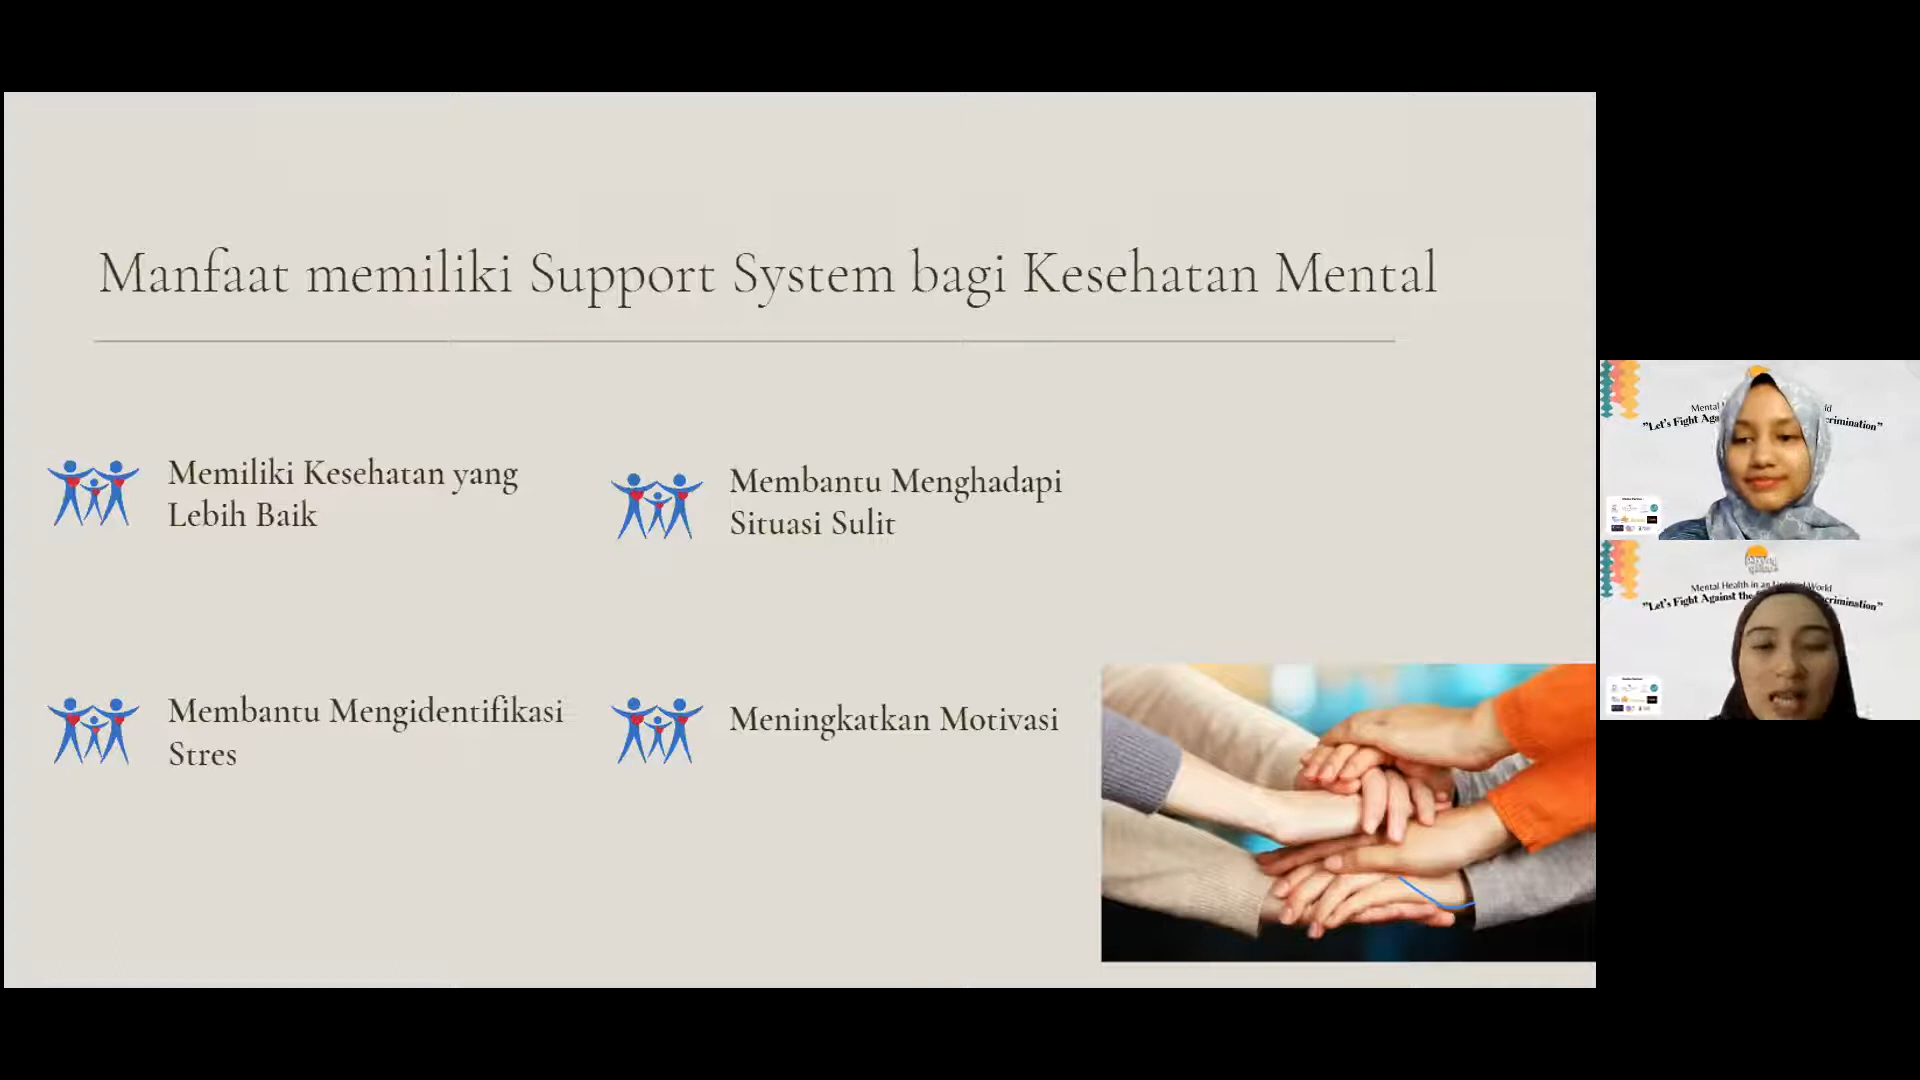 Manfaat memiliki Support System bagi Kesehatan Mental
Memiliki Kesehatan yang
Lebih Baik
Membantu Menghadapi
Situasi Sulit
Membantu Mengidentifikasi
Stres
Meningkatkan Motivasi
Mental
"Let's Fight
crimination"
Mental Health in an World
"Let's Fight Against the crimination"